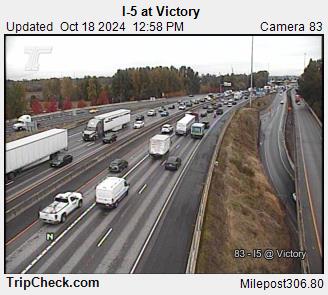 I-5 at Victory
Updated Oct 18 2024 12:58 PM Camera 83
Tr
N
83 - I5 @ Victory
TripCheck.com Milepost306.80